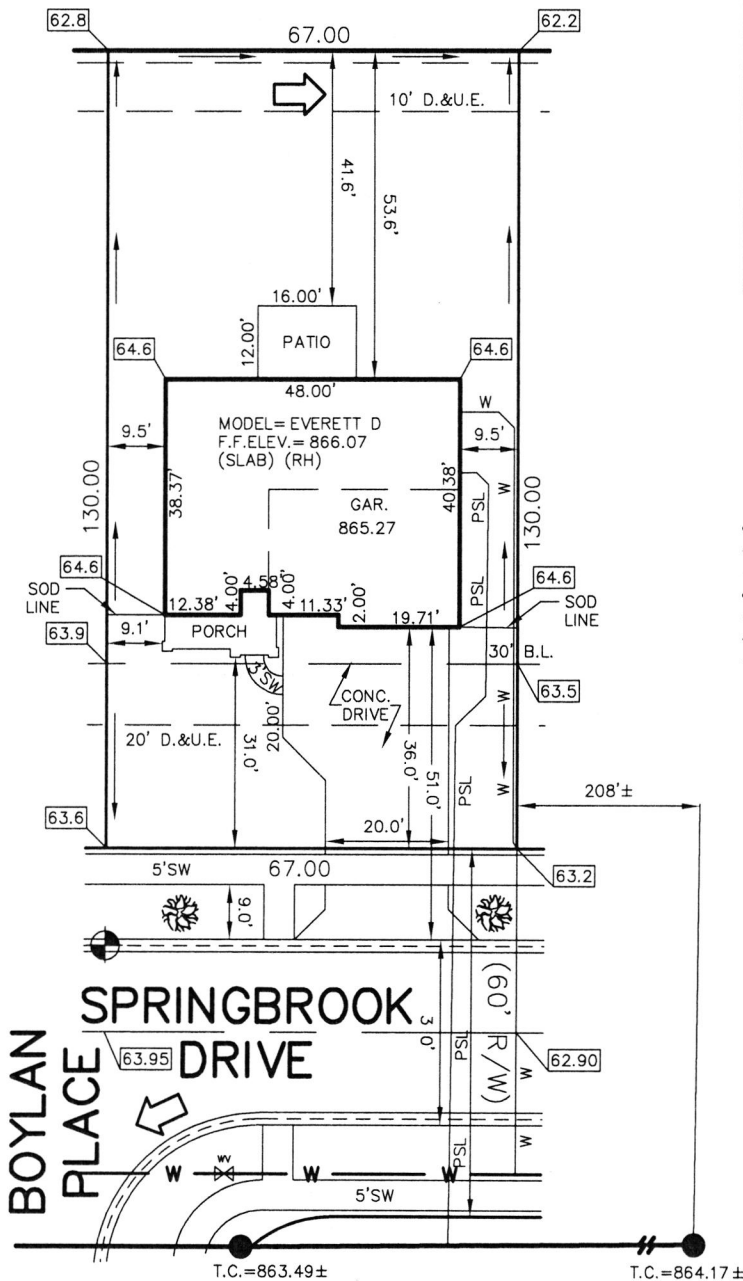 62.8
67.00
62.2
10' D.&U.E.
41.6'
53.6'
16.00'
12.00'
PATIO
64.6
64.6
48.00'
W
MODEL= EVERETT D
F.F.ELEV.= 866.07
(SLAB) (RH)
9.5'
9.5'
130.00
38.37'
GAR.
865.27
40.38'
PSL
W
130.00
64.6
4.58'
64.6
SOD
LINE
12.38'
4.00'
4.00'
11.33'
2.00'
19.71'
PSL
SOD
LINE
63.9
9.1'
PORCH
30' B.L.
63.5
3'SW
CONC.
DRIVE
20.00'
20' D.&U.E.
31.0'
36.0'
51.0'
PSL
W
W
208'±
20.0'
63.6
5'SW
67.00
63.2
9.0'
SPRINGBROOK
DRIVE
(60' R/W)
63.95
3.0'
PSL
62.90
BOYLAN
PLACE
W
W
WV
W
W
W
PSL
5'SW
T.C.=863.49±
T.C.=864.17±